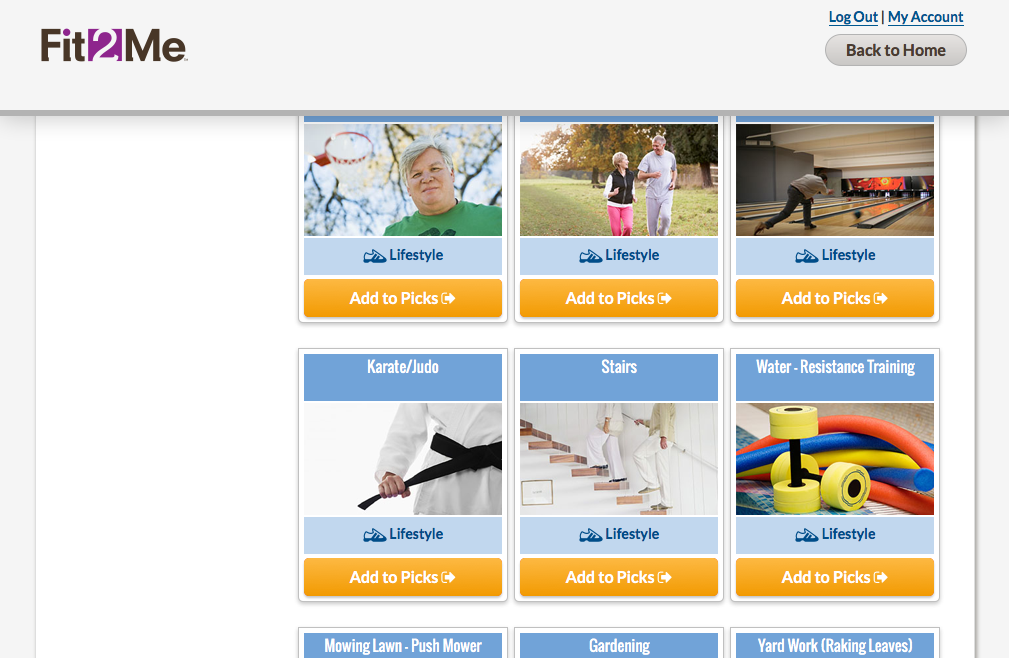 Log Out | My Account
Fit2Me
Back to Home
Lifestyle
Lifestyle
Lifestyle
Add to Picks
Add to Picks
Add to Picks
Karate/Judo
Stairs
Water - Resistance Training
Lifestyle
Lifestyle
Lifestyle
Add to Picks
Add to Picks
Add to Picks
Mowing Lawn - Push Mower
Gardening
Yard Work (Raking Leaves)